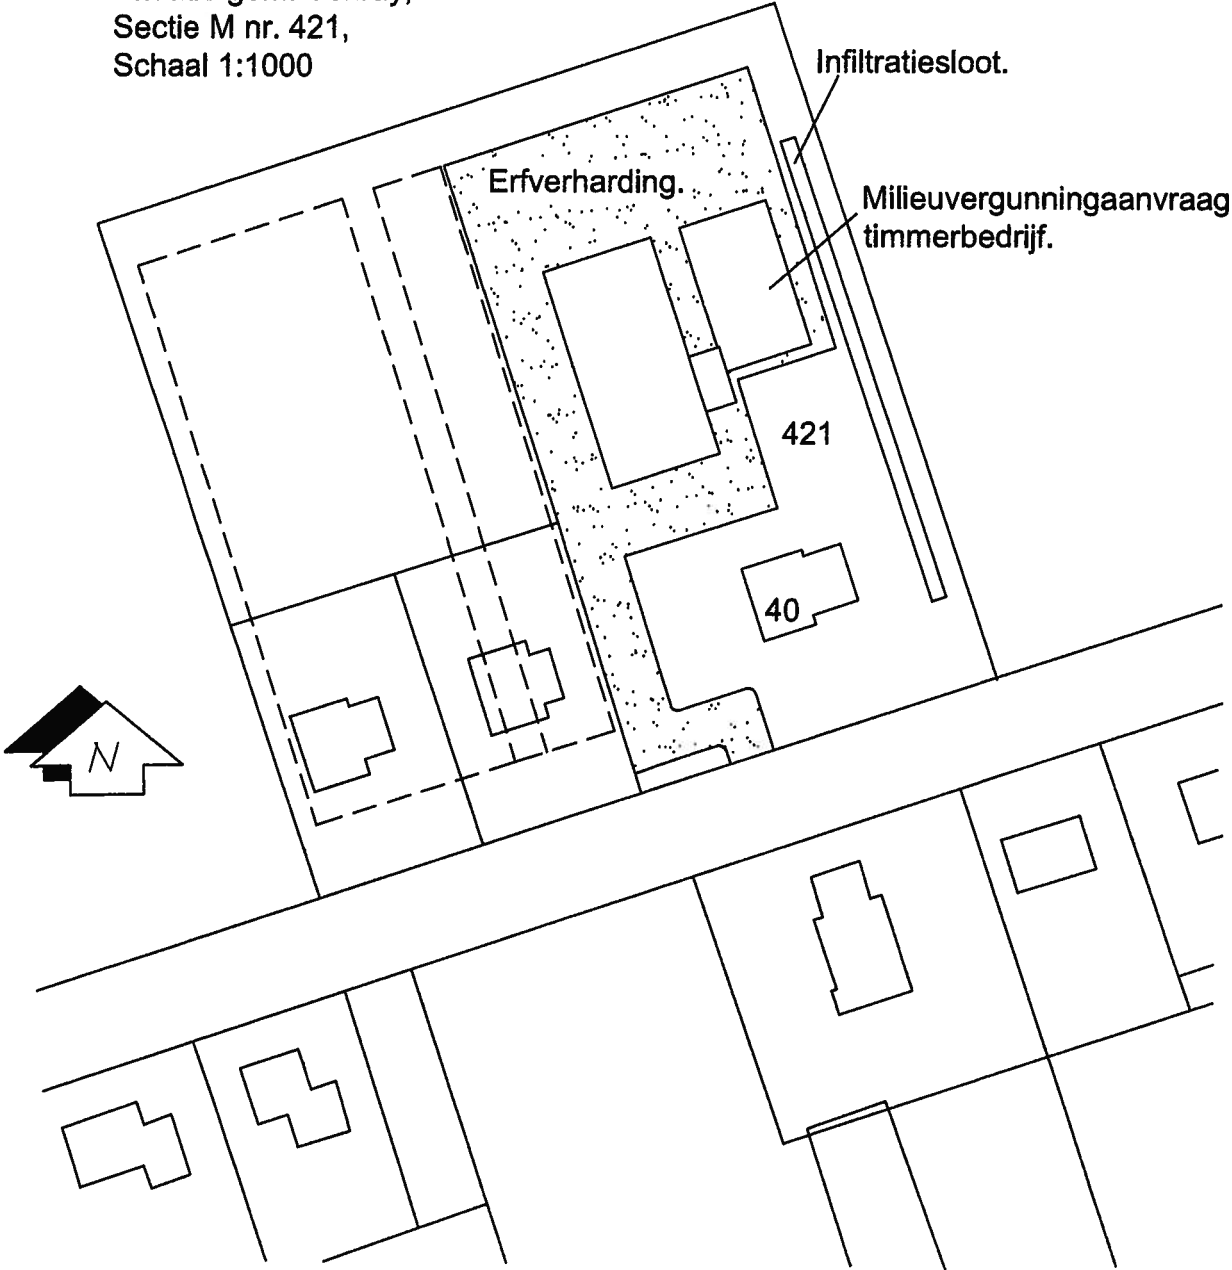 Sectie M nr. 421,
Schaal 1:1000
Infiltratiesloot.
Erfverharding.
Milieuvergunningaanvraag
timmerbedrijf.
421
40
N